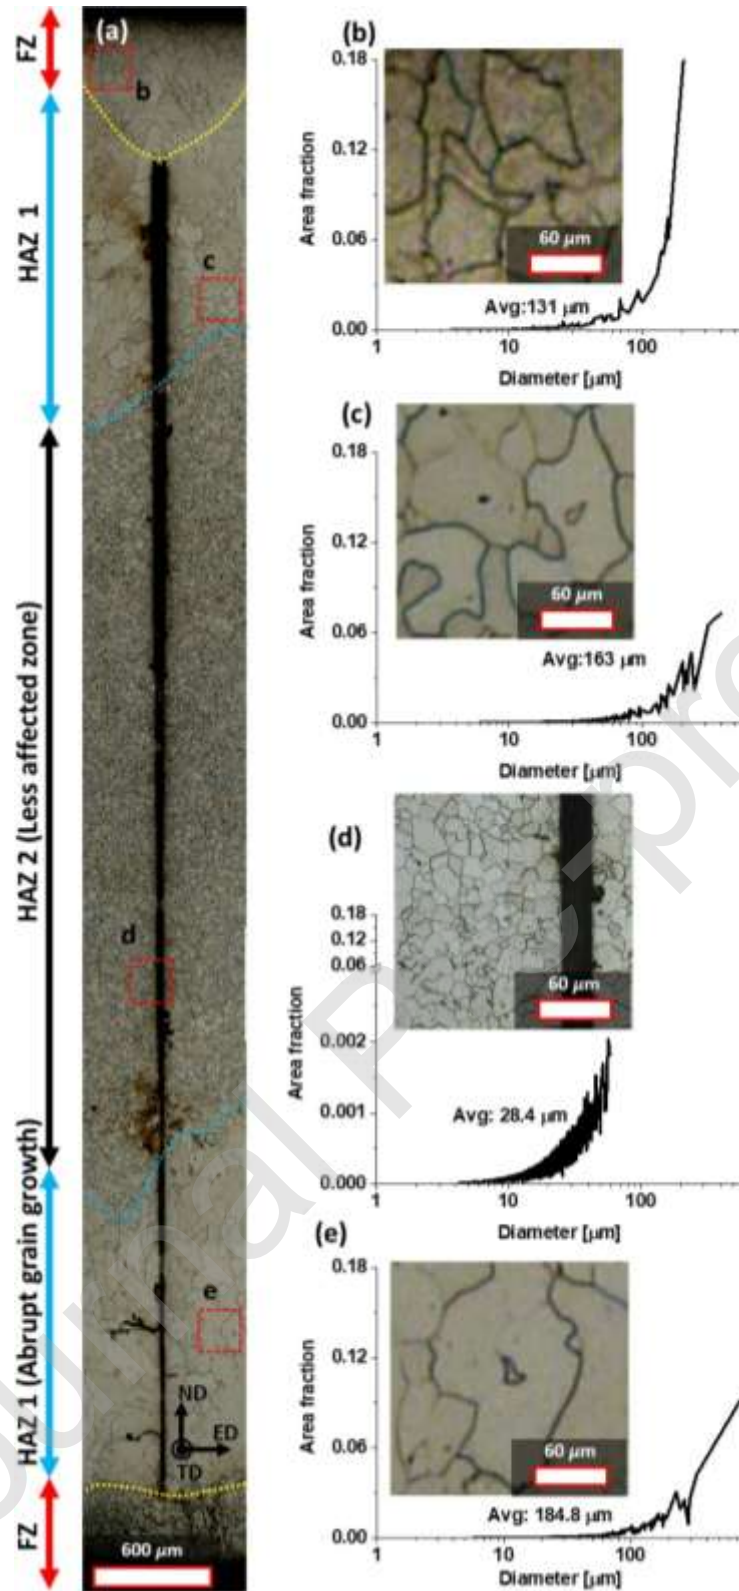 FZ
HAZ 1
HAZ 2 (Less affected zone)
HAZ 1 (Abrupt grain growth)
FZ
(a)
b
c
d
e
ND
ED
TD
600 μm
(b)
0.18
0.12
0.06
0.00
Area fraction
60 μm
Avg:131 μm
1
10
100
Diameter [μm]
(c)
0.18
0.12
0.06
0.00
Area fraction
60 μm
Avg:163 μm
1
10
100
Diameter [μm]
(d)
0.18
0.12
0.06
0.002
0.001
0.000
Area fraction
60 μm
Avg: 28.4 μm
1
10
100
Diameter [μm]
(e)
0.18
0.12
0.06
0.00
Area fraction
60 μm
Avg: 184.8 μm
1
10
100
Diameter [μm]